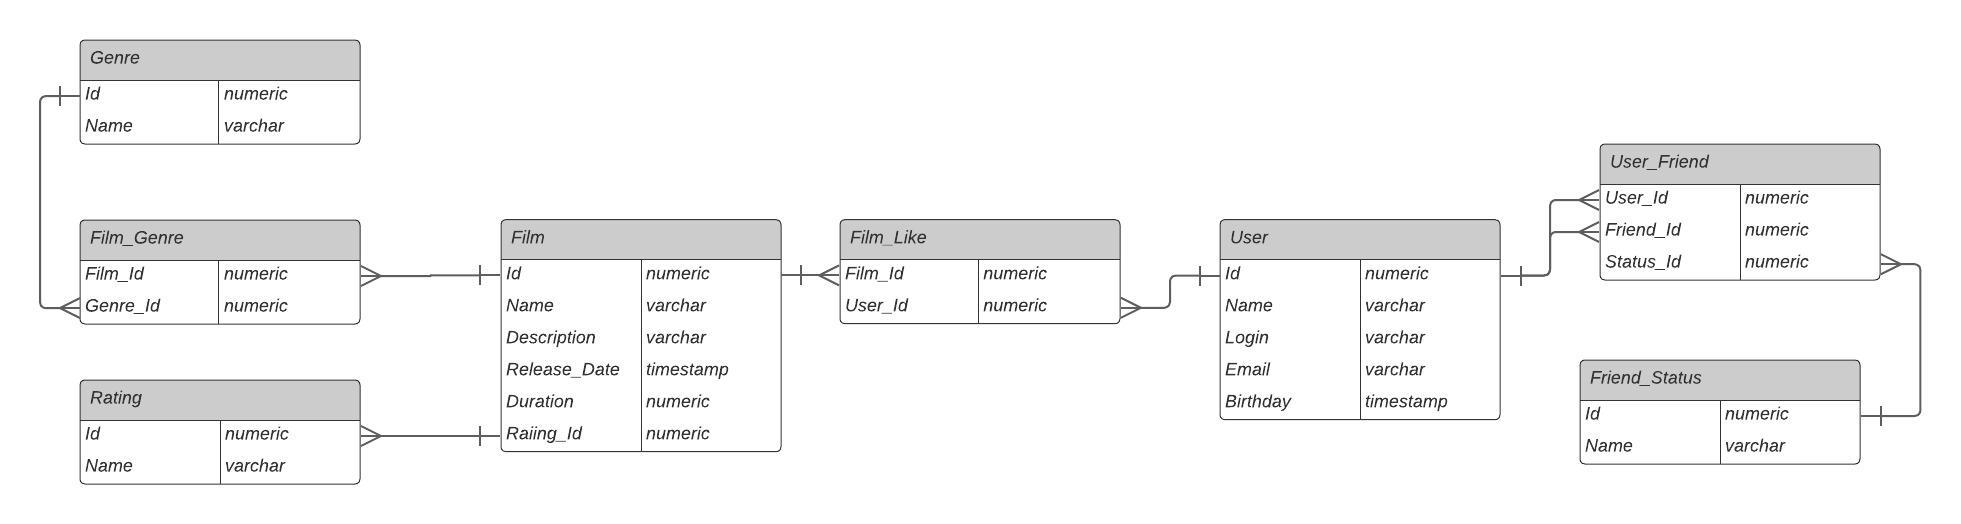 Genre
Id numeric
Name varchar
Film_Genre
Film_Id numeric
Genre_Id numeric
Rating
Id numeric
Name varchar
Film
Id numeric
Name varchar
Description varchar
Release_Date timestamp
Duration numeric
Raiing_Id numeric
Film_Like
Film_Id numeric
User_Id numeric
User
Id numeric
Name varchar
Login varchar
Email varchar
Birthday timestamp
User_Friend
User_Id numeric
Friend_Id numeric
Status_Id numeric
Friend_Status
Id numeric
Name varchar